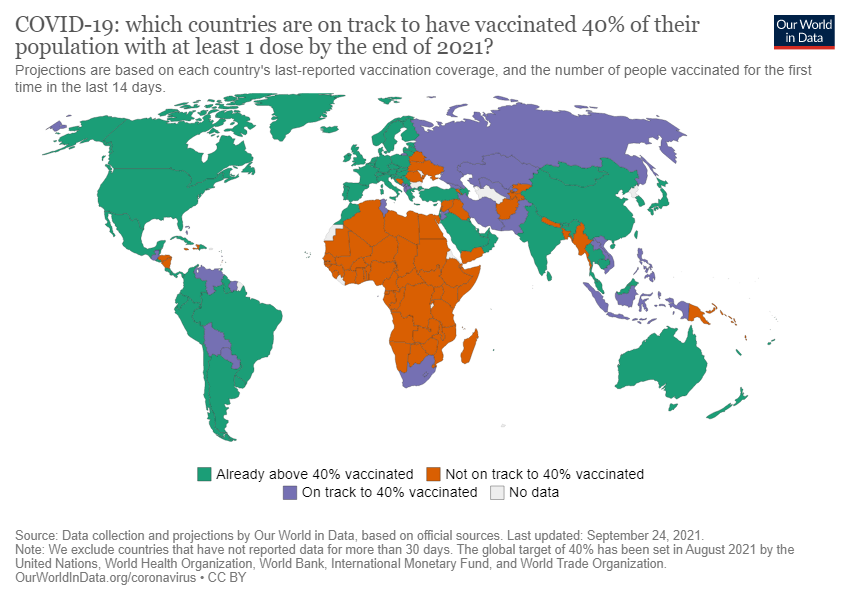 COVID-19: which countries are on track to have vaccinated 40% of their
population with at least 1 dose by the end of 2021?
Our World
in Data
Projections are based on each country's last-reported vaccination coverage, and the number of people vaccinated for the first
time in the last 14 days.
Already above 40% vaccinated
Not on track to 40% vaccinated
On track to 40% vaccinated
No data
Source: Data collection and projections by Our World in Data, based on official sources. Last updated: September 24, 2021.
Note: We exclude countries that have not reported data for more than 30 days. The global target of 40% has been set in August 2021 by the
United Nations, World Health Organization, World Bank, International Monetary Fund, and World Trade Organization.
OurWorldInData.org/coronavirus • CC BY